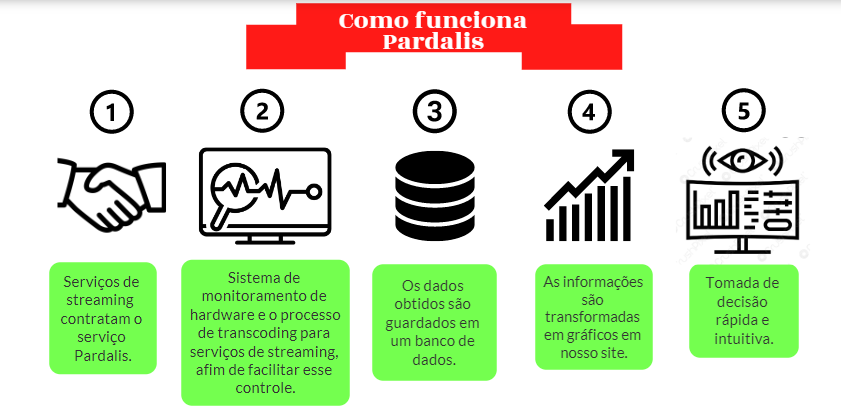 Como funciona
Pardalis
1
2
3
4
5
Serviços de
streaming
contratam o
serviço
Pardalis.
Sistema de
monitoramento de
hardware e o processo
de transcoding para
serviços de streaming,
afim de facilitar esse
controle.
Os dados
obtidos são
guardados em
um banco de
dados.
As informações
são
transformadas
em gráficos em
nosso site.
Tomada de
decisão
rápida e
intuitiva.